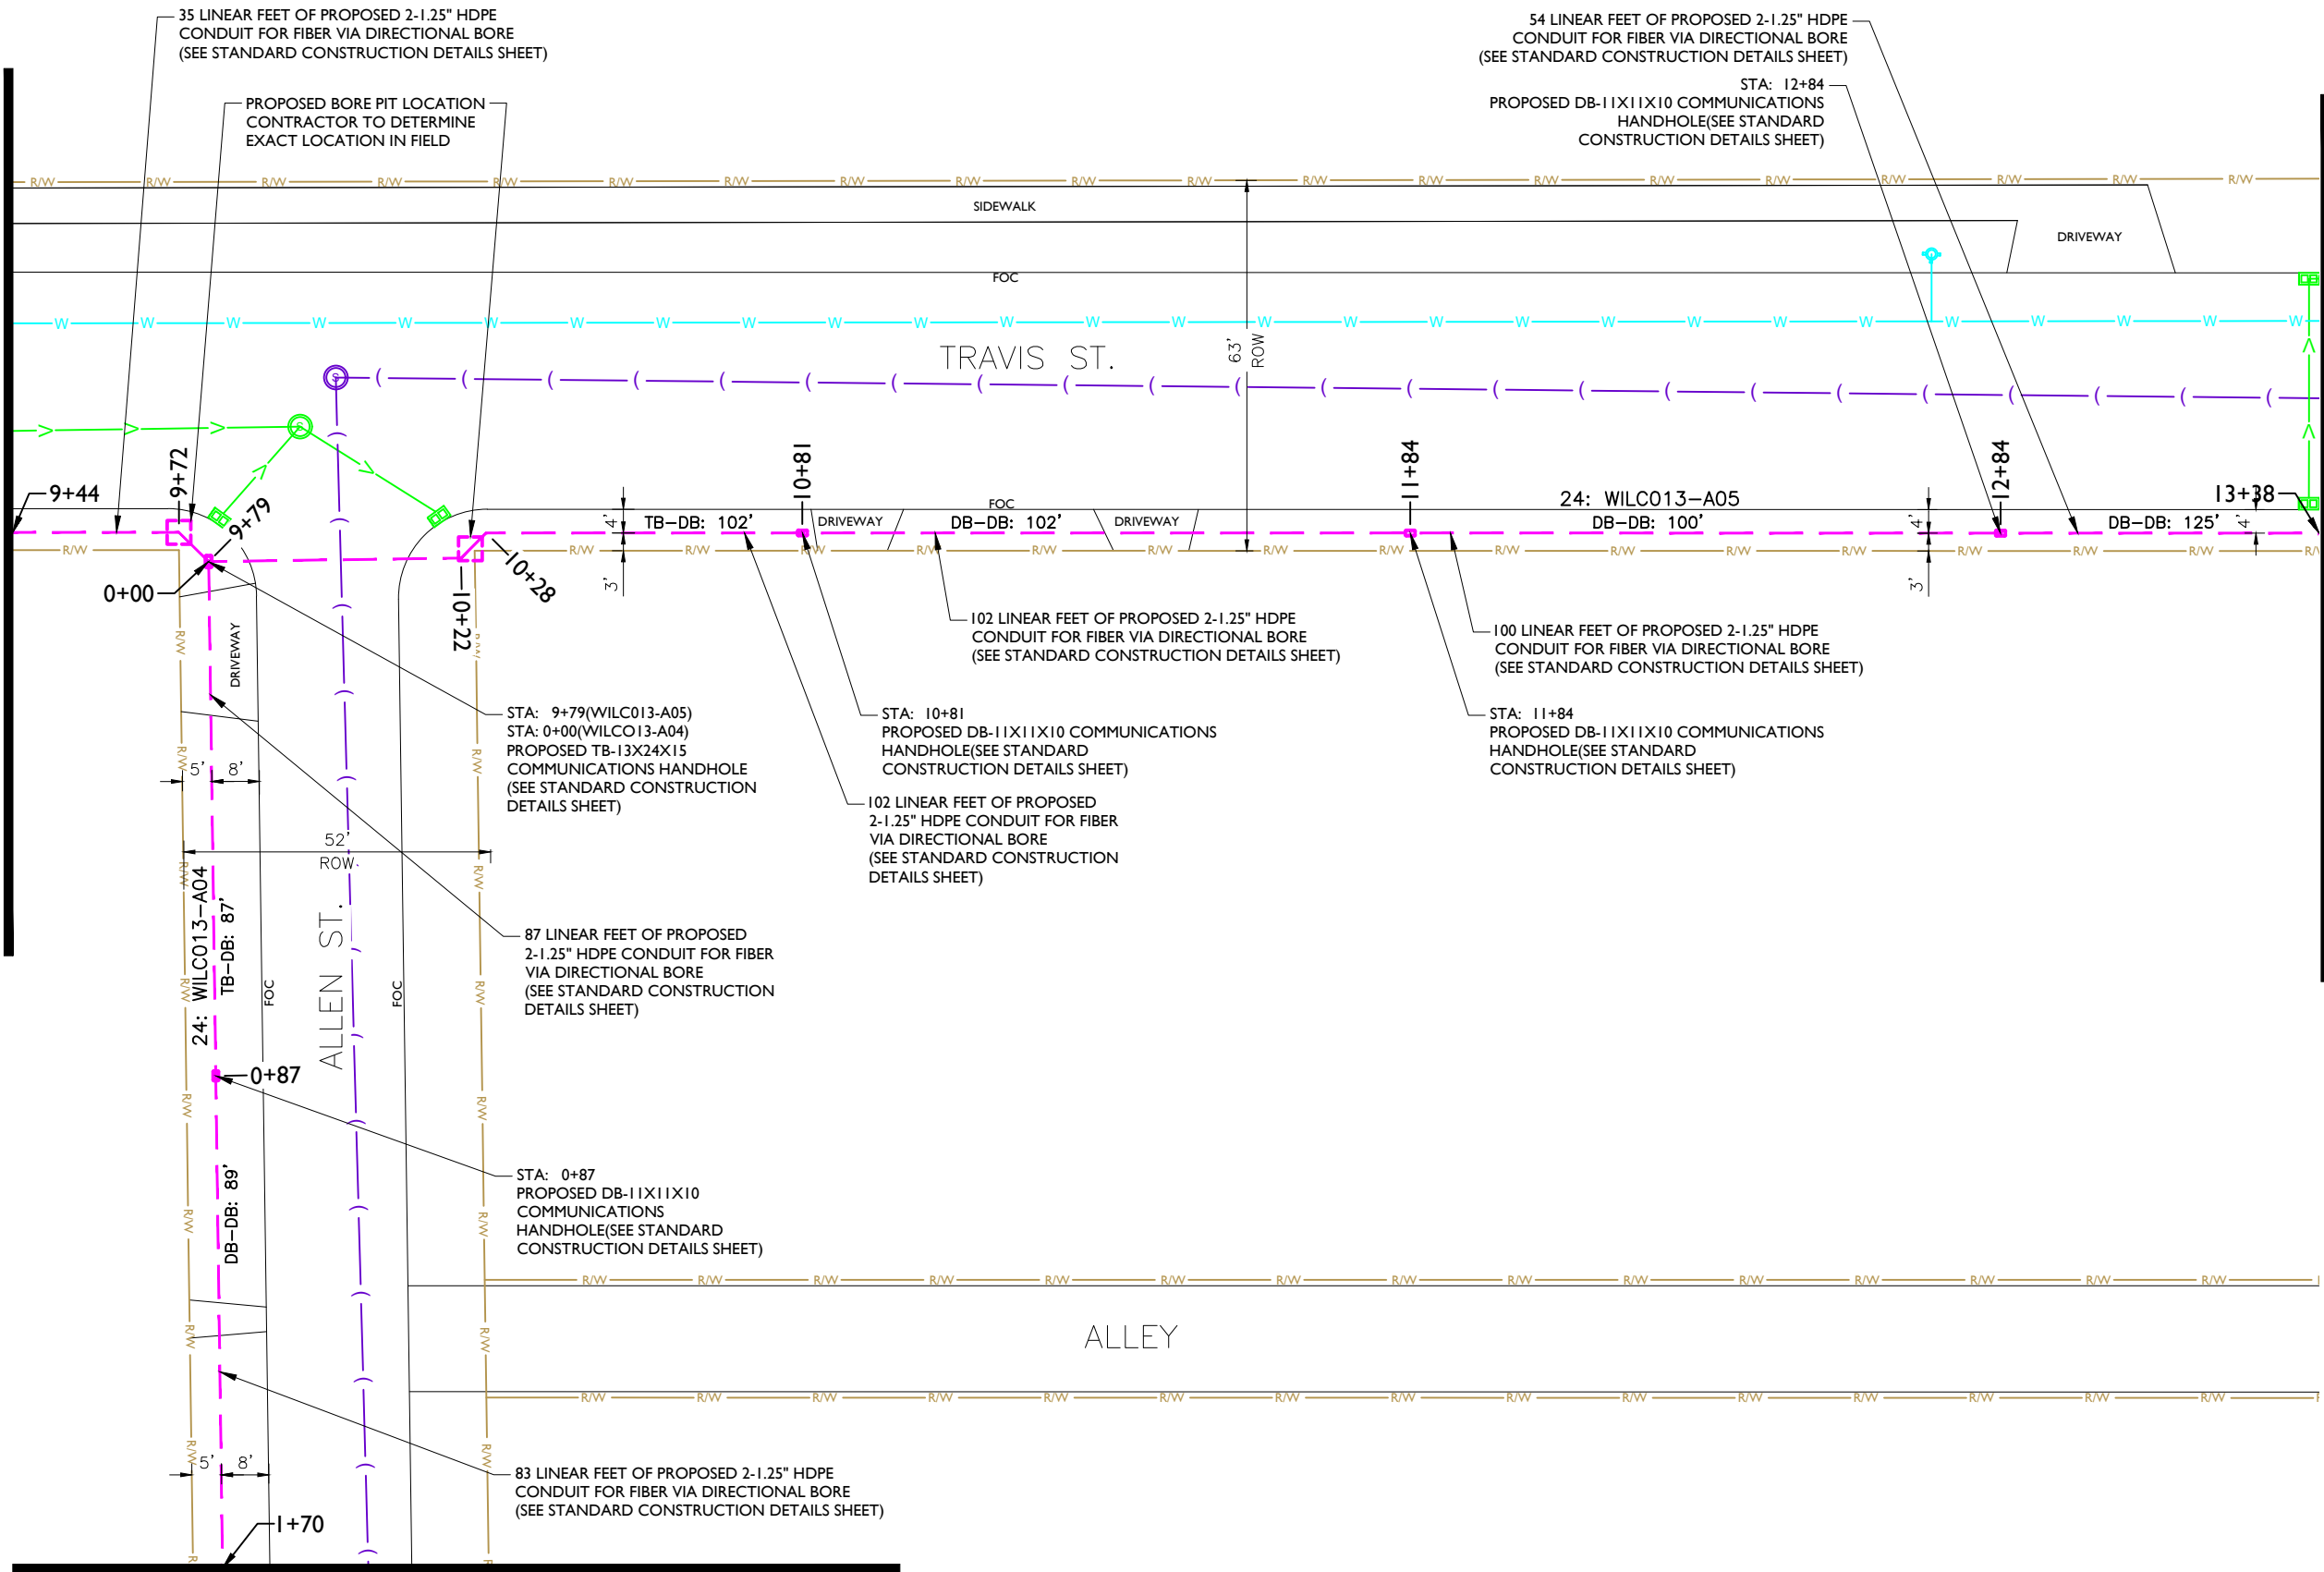 35 LINEAR FEET OF PROPOSED 2-1.25" HDPE
CONDUIT FOR FIBER VIA DIRECTIONAL BORE
(SEE STANDARD CONSTRUCTION DETAILS SHEET)
54 LINEAR FEET OF PROPOSED 2-1.25" HDPE
CONDUIT FOR FIBER VIA DIRECTIONAL BORE
(SEE STANDARD CONSTRUCTION DETAILS SHEET)
STA: 12+84
PROPOSED DB-11X11X10 COMMUNICATIONS
HANDHOLE(SEE STANDARD
CONSTRUCTION DETAILS SHEET)
PROPOSED BORE PIT LOCATION
CONTRACTOR TO DETERMINE
EXACT LOCATION IN FIELD
R/W R/W R/W R/W R/W R/W R/W R/W R/W R/W R/W R/W R/W R/W R/W R/W R/W R/W R/W R/W
SIDEWALK
DRIVEWAY
FOC
W W W W W W W W W W W W W W W W W W W W W W W W W W W
TRAVIS ST.
63'
ROW
S
S
9+44
9+72
9+79
10+81
11+84
12+84
13+38
FOC
24: WILC013-A05
4'
TB-DB: 102'
DRIVEWAY
DB-DB: 102'
DRIVEWAY
DB-DB: 100'
4'
DB-DB: 125'
4'
R/W R/W R/W R/W R/W R/W R/W R/W R/W R/W R/W R/W R/W R/W R/W R/W
3'
3'
0+00
10+22
10+28
102 LINEAR FEET OF PROPOSED 2-1.25" HDPE
CONDUIT FOR FIBER VIA DIRECTIONAL BORE
(SEE STANDARD CONSTRUCTION DETAILS SHEET)
100 LINEAR FEET OF PROPOSED 2-1.25" HDPE
CONDUIT FOR FIBER VIA DIRECTIONAL BORE
(SEE STANDARD CONSTRUCTION DETAILS SHEET)
DRIVEWAY
STA: 9+79(WILC013-A05)
STA: 0+00(WILCO13-A04)
PROPOSED TB-13X24X15
COMMUNICATIONS HANDHOLE
(SEE STANDARD CONSTRUCTION
DETAILS SHEET)
STA: 10+81
PROPOSED DB-11X11X10 COMMUNICATIONS
HANDHOLE(SEE STANDARD
CONSTRUCTION DETAILS SHEET)
STA: 11+84
PROPOSED DB-11X11X10 COMMUNICATIONS
HANDHOLE(SEE STANDARD
CONSTRUCTION DETAILS SHEET)
5' 8'
102 LINEAR FEET OF PROPOSED
2-1.25" HDPE CONDUIT FOR FIBER
VIA DIRECTIONAL BORE
(SEE STANDARD CONSTRUCTION
DETAILS SHEET)
52'
ROW
24: WILC013-A04
TB-DB: 87'
FOC
ALLEN ST.
FOC
87 LINEAR FEET OF PROPOSED
2-1.25" HDPE CONDUIT FOR FIBER
VIA DIRECTIONAL BORE
(SEE STANDARD CONSTRUCTION
DETAILS SHEET)
R/W R/W R/W R/W R/W R/W R/W R/W
R/W R/W R/W R/W R/W R/W R/W R/W
0+87
DB-DB: 89'
STA: 0+87
PROPOSED DB-11X11X10
COMMUNICATIONS
HANDHOLE(SEE STANDARD
CONSTRUCTION DETAILS SHEET)
R/W R/W R/W R/W R/W R/W R/W R/W R/W R/W R/W R/W R/W R/W R/W
ALLEY
R/W R/W R/W R/W R/W R/W R/W R/W R/W R/W R/W R/W R/W R/W R/W
5' 8'
83 LINEAR FEET OF PROPOSED 2-1.25" HDPE
CONDUIT FOR FIBER VIA DIRECTIONAL BORE
(SEE STANDARD CONSTRUCTION DETAILS SHEET)
1+70